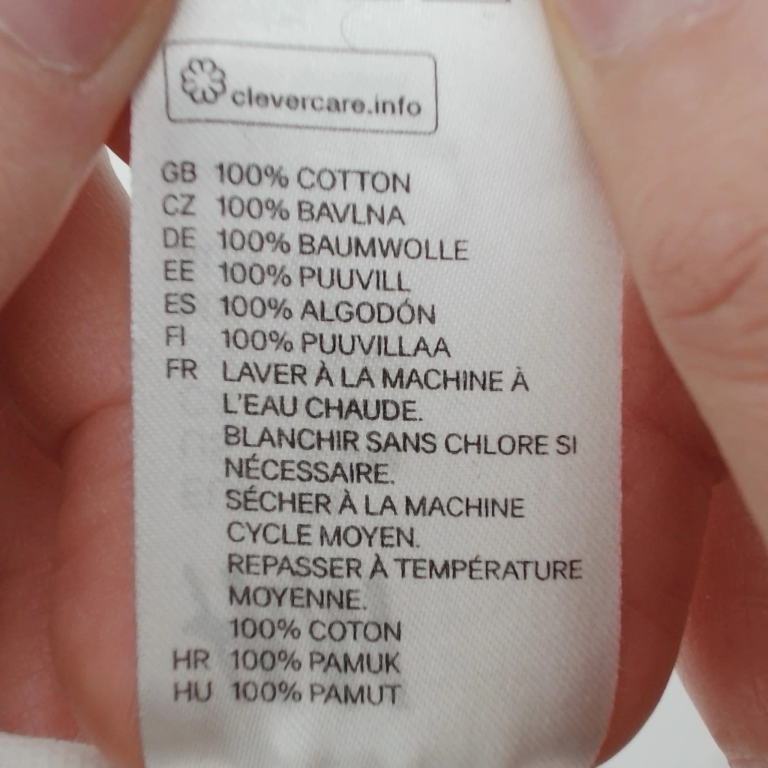 clevercare.info
GB 100% COTTON
CZ 100% BAVLNA
DE 100% BAUMWOLLE
EE 100% PUUVILL
ES 100% ALGODÓN
FI 100% PUUVILLAA
FR LAVER À LA MACHINE À
L'EAU CHAUDE.
BLANCHIR SANS CHLORE SI
NÉCESSAIRE.
SÉCHER À LA MACHINE
CYCLE MOYEN.
REPASSER À TEMPÉRATURE
MOYENNE.
100% COTON
HR 100% PAMUK
HU 100% PAMUT